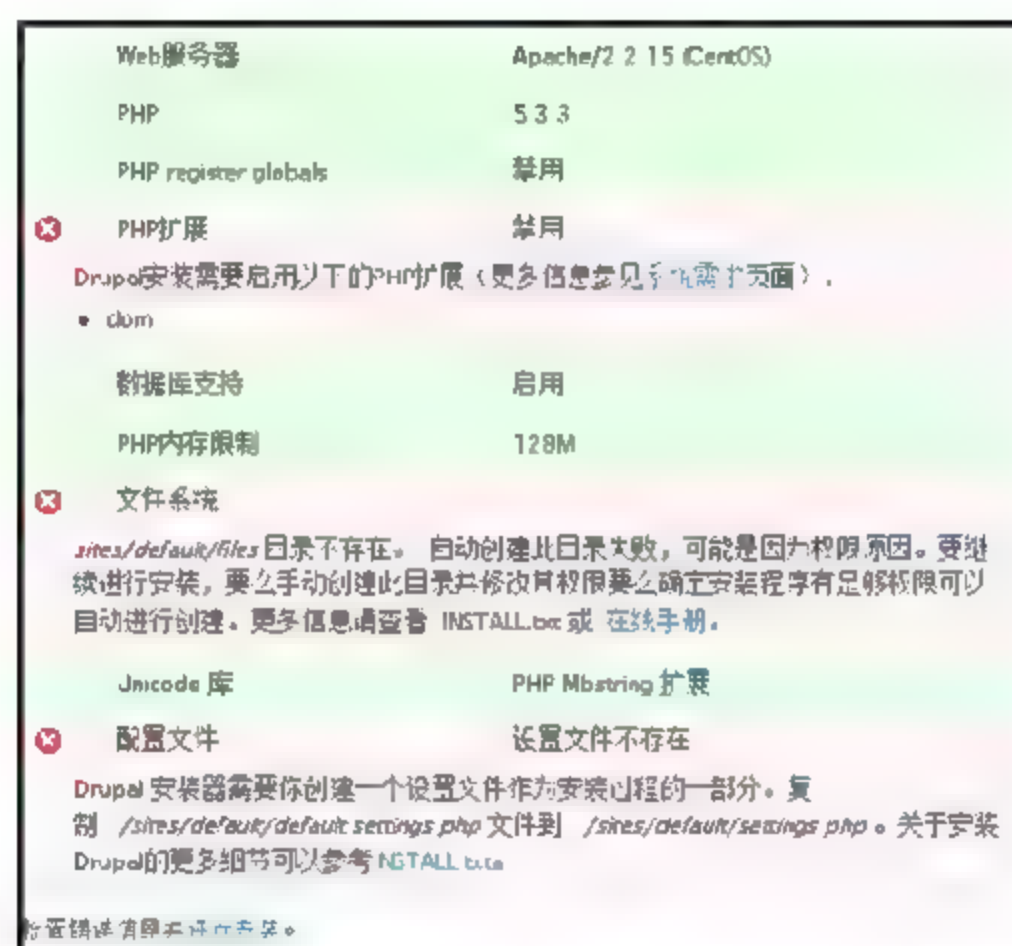 Web服务器 Apache/2 2 15 (CentOS)
PHP 5 3 3
PHP register globals 禁用
PHP扩展 禁用
Drupal安装需要启用以下的PHP扩展（更多信息参见系统需求页面）.
• dom
数据库支持 启用
PHP内存限制 128M
文件系统
sites/default/files 目录不存在。 自动创建此目录失败，可能是因为权限原因。要继
续进行安装，要么手动创建此目录并修改其权限要么确定安装程序有足够权限可以
自动进行创建。更多信息请查看 INSTALL.txt 或 在线手册.
Unicode 库 PHP Mbstring 扩展
配置文件 设置文件不存在
Drupal 安装器需要你创建一个设置文件作为安装过程的一部分。复
制 /sites/default/default settings php 文件到 /sites/default/settings php 。关于安装
Drupal的更多细节可以参考 INSTALL